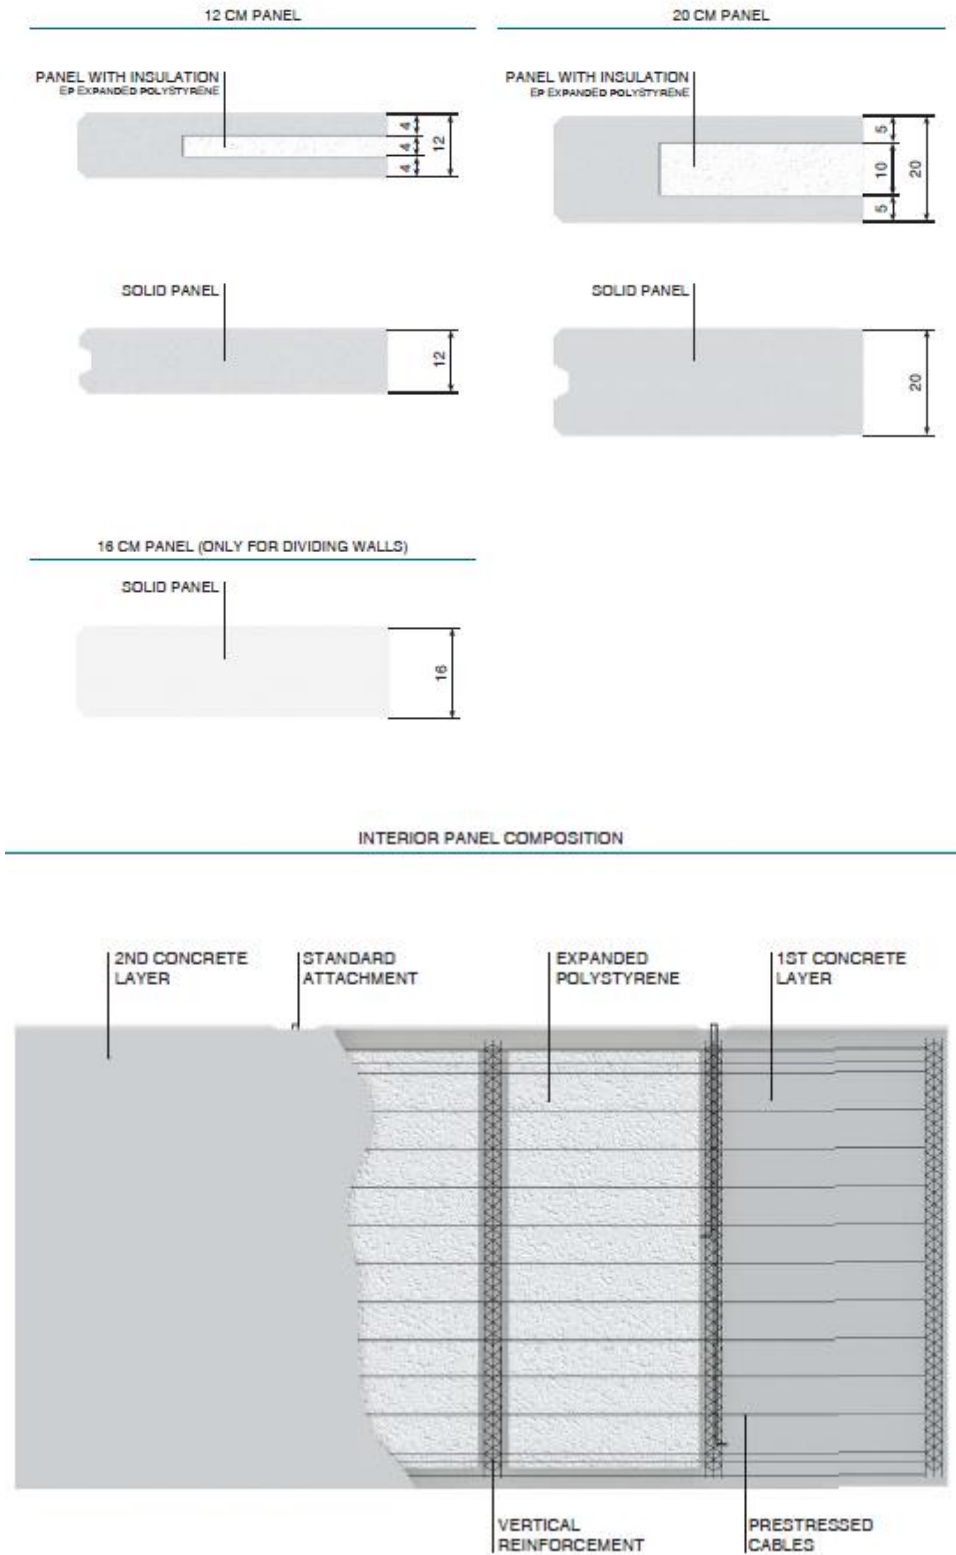 12 CM PANEL
20 CM PANEL
PANEL WITH INSULATION
EP EXPANDED POLYSTYRENE
4
4
4
12
PANEL WITH INSULATION
EP EXPANDED POLYSTYRENE
5
10
5
20
SOLID PANEL
12
SOLID PANEL
20
16 CM PANEL (ONLY FOR DIVIDING WALLS)
SOLID PANEL
16
INTERIOR PANEL COMPOSITION
2ND CONCRETE
LAYER
STANDARD
ATTACHMENT
EXPANDED
POLYSTYRENE
1ST CONCRETE
LAYER
VERTICAL
REINFORCEMENT
PRESTRESSED
CABLES